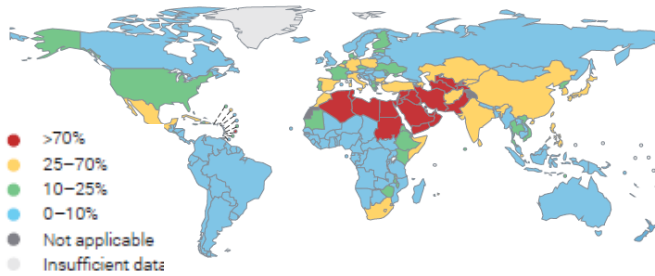 >70%
25–70%
10–25%
0–10%
Not applicable
Insufficient data